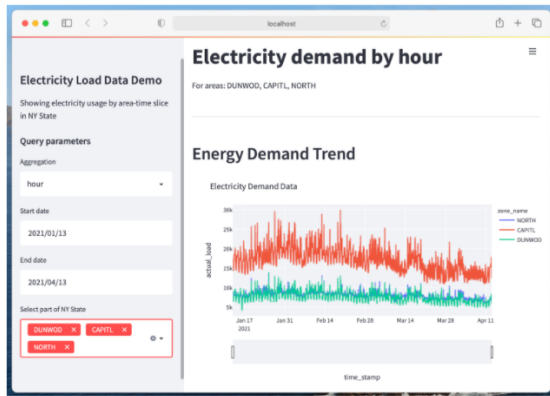 localhost
Electricity Load Data Demo
Showing electricity usage by area-time slice
in NY State
Query parameters
Aggregation
hour
Start date
2021/01/13
End date
2021/04/13
Select part of NY State
DUNWOD × CAPITL ×
NORTH ×
Electricity demand by hour
For areas: DUNWOD, CAPITL, NORTH
Energy Demand Trend
Electricity Demand Data
zone_name
NORTH
CAPITL
DUNWOD
actual_load
30k
25k
20k
15k
10k
5k
Jan 17 Jan 31 Feb 14 Feb 28 Mar 14 Mar 28 Apr 11
2021
time_stamp